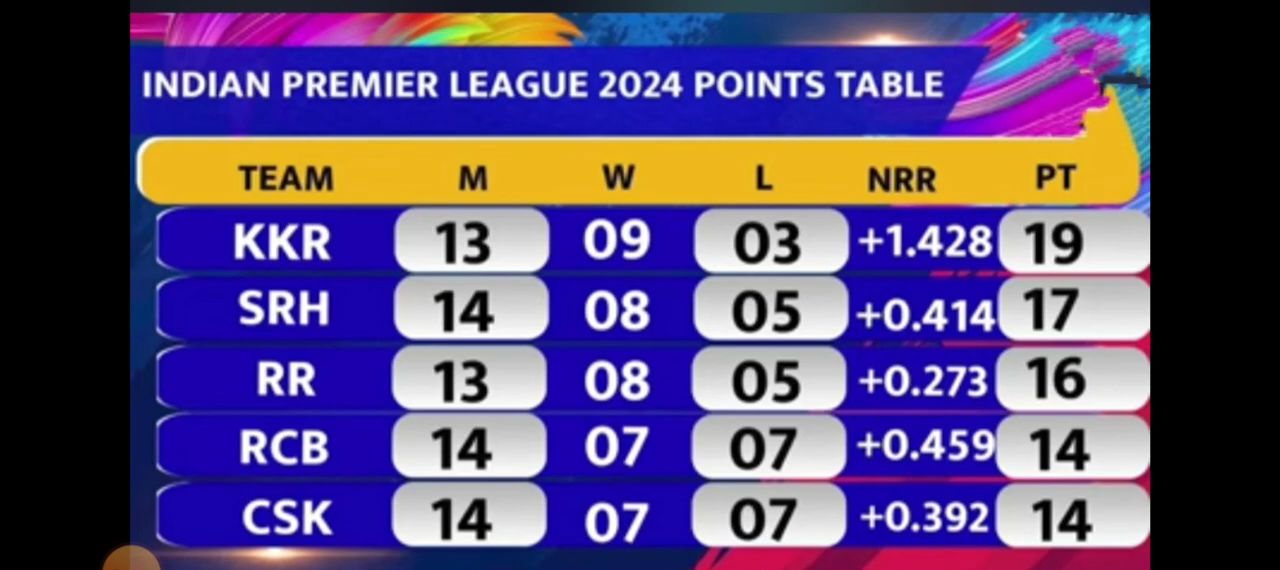 INDIAN PREMIER LEAGUE 2024 POINTS TABLE
TEAM M W L NRR PT
KKR 13 09 03 +1.428 19
SRH 14 08 05 +0.414 17
RR 13 08 05 +0.273 16
RCB 14 07 07 +0.459 14
CSK 14 07 07 +0.392 14